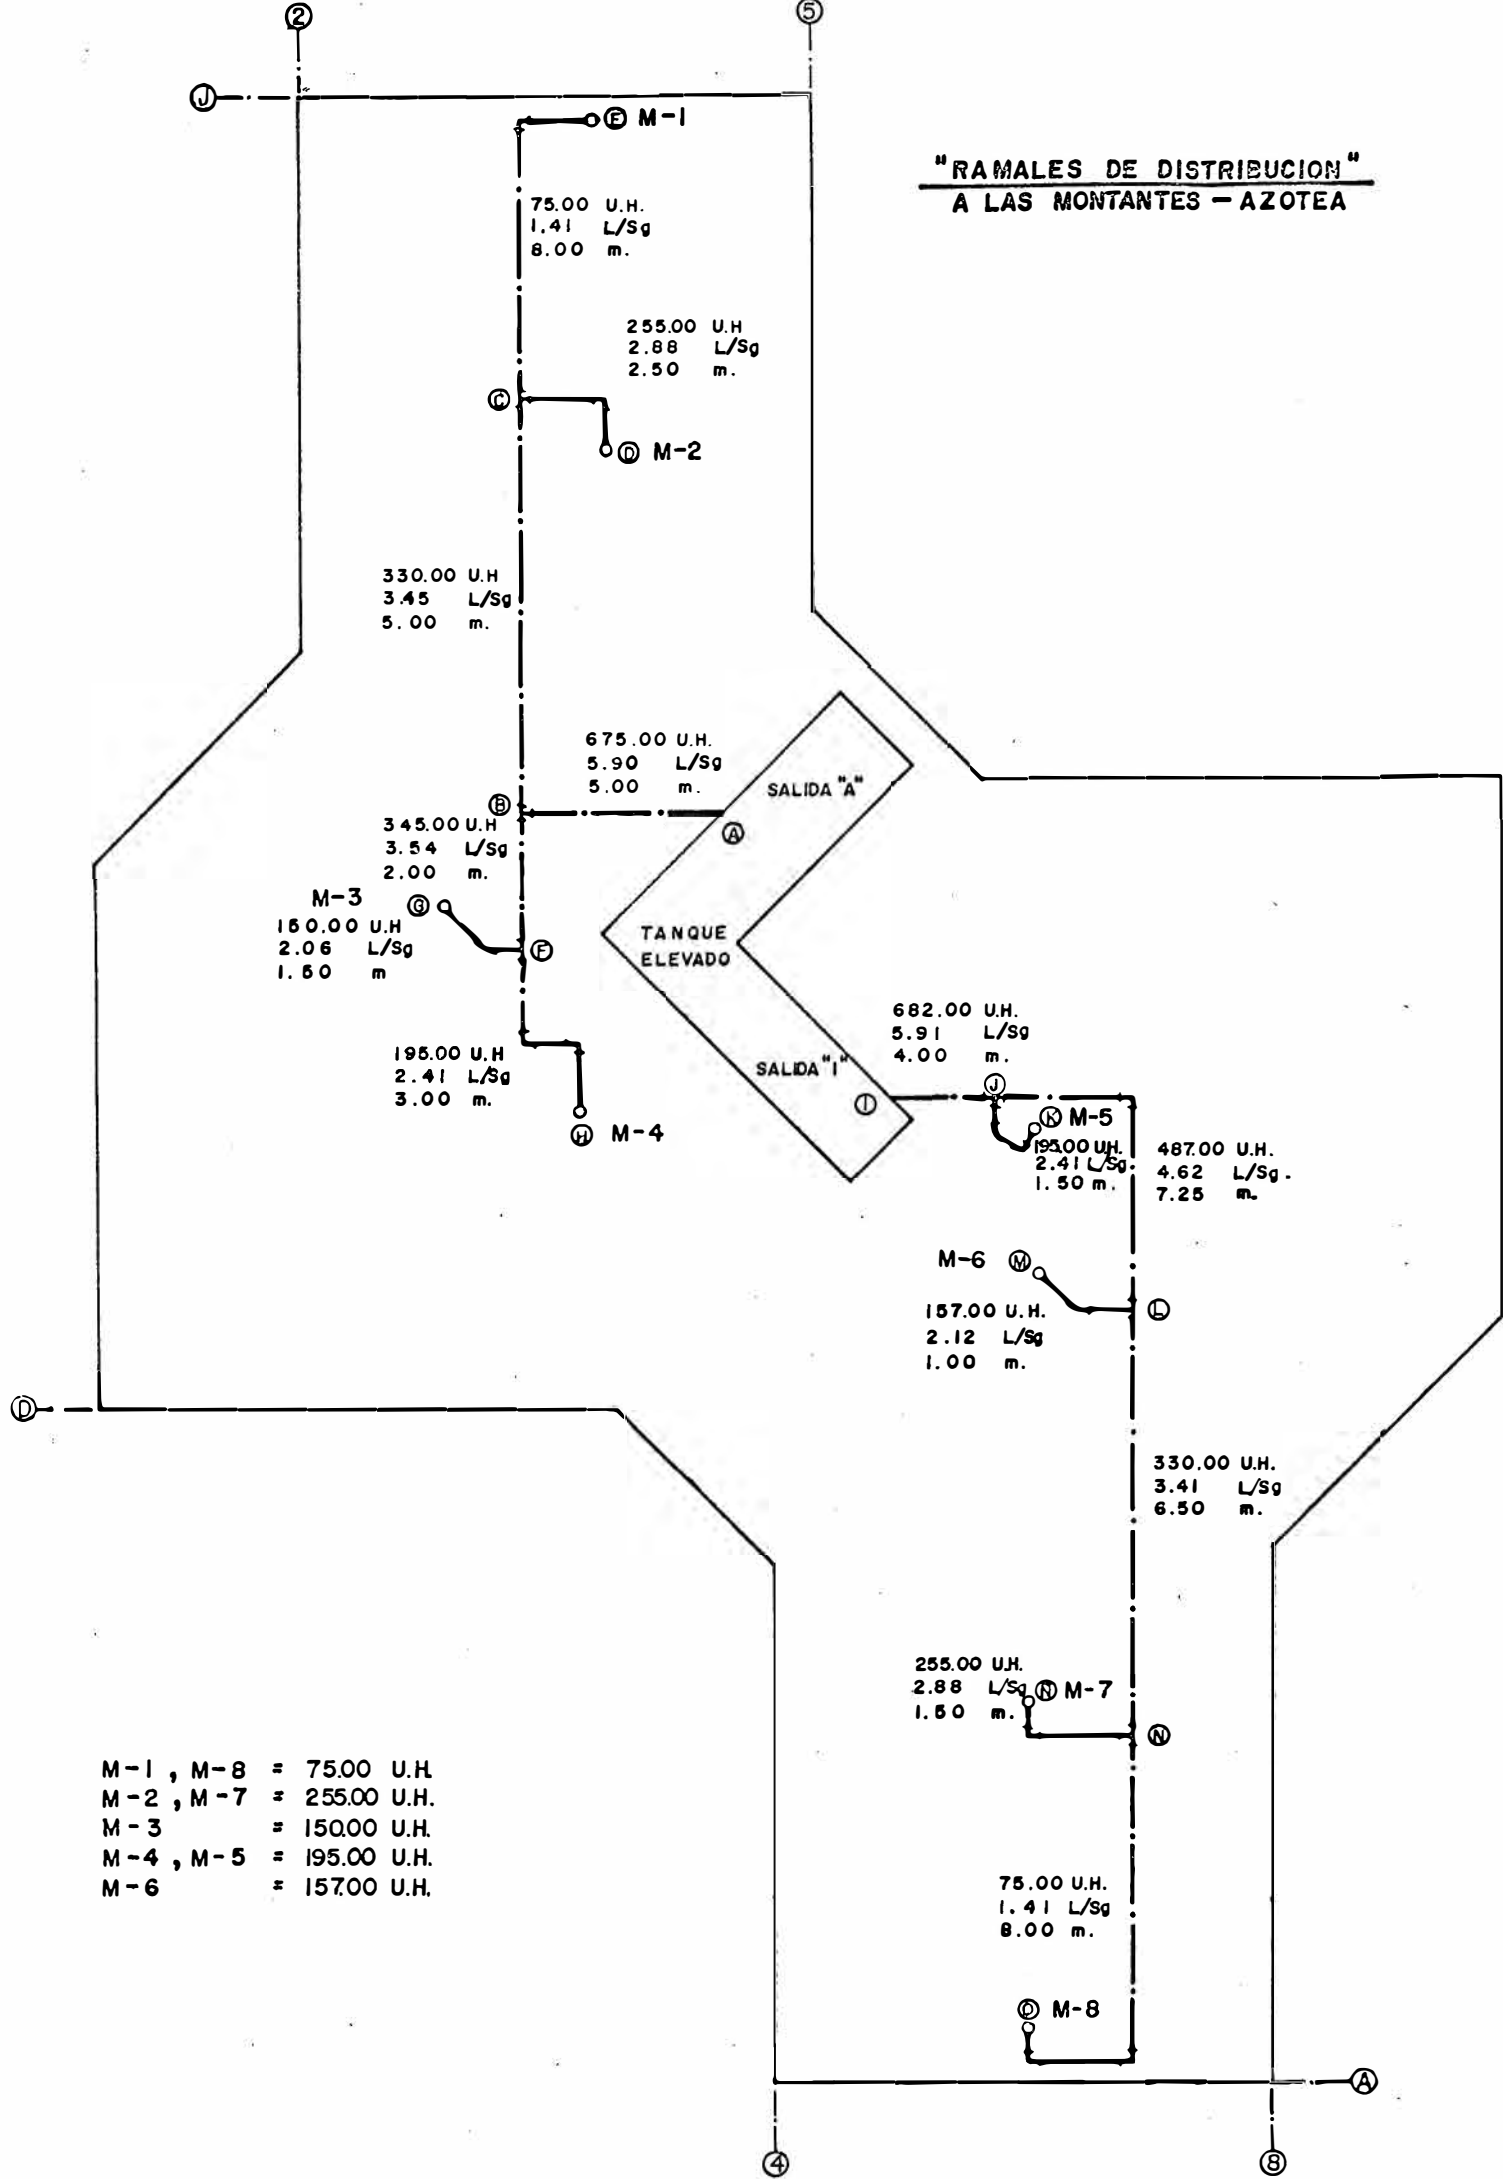 2
5
J
E M-1
"RAMALES DE DISTRIBUCION"
A LAS MONTANTES - AZOTEA
75.00 U.H.
1.41 L/Sg
8.00 m.
255.00 U.H
2.88 L/Sg
2.50 m.
C
D M-2
330.00 U.H
3.45 L/Sg
5.00 m.
675.00 U.H.
5.90 L/Sg
5.00 m.
SALIDA "A"
B
A
345.00 U.H
3.54 L/Sg
2.00 m.
M-3
G
150.00 U.H
2.06 L/Sg
1.50 m
F
TANQUE
ELEVADO
195.00 U.H
2.41 L/Sg
3.00 m.
H M-4
682.00 U.H.
5.91 L/Sg
4.00 m.
SALIDA "I"
I
J
K M-5
195.00 U.H.
2.41 L/Sg.
1.50 m.
487.00 U.H.
4.62 L/Sg.
7.25 m.
M-6 M
L
157.00 U.H.
2.12 L/Sg
1.00 m.
D
330.00 U.H.
3.41 L/Sg
6.50 m.
255.00 U.H.
2.88 L/Sg
1.50 m.
M-7
N
M-1 , M-8 = 75.00 U.H.
M-2 , M-7 = 255.00 U.H.
M-3 = 150.00 U.H.
M-4 , M-5 = 195.00 U.H.
M-6 = 157.00 U.H.
75.00 U.H.
1.41 L/Sg
8.00 m.
M-8
A
4
8